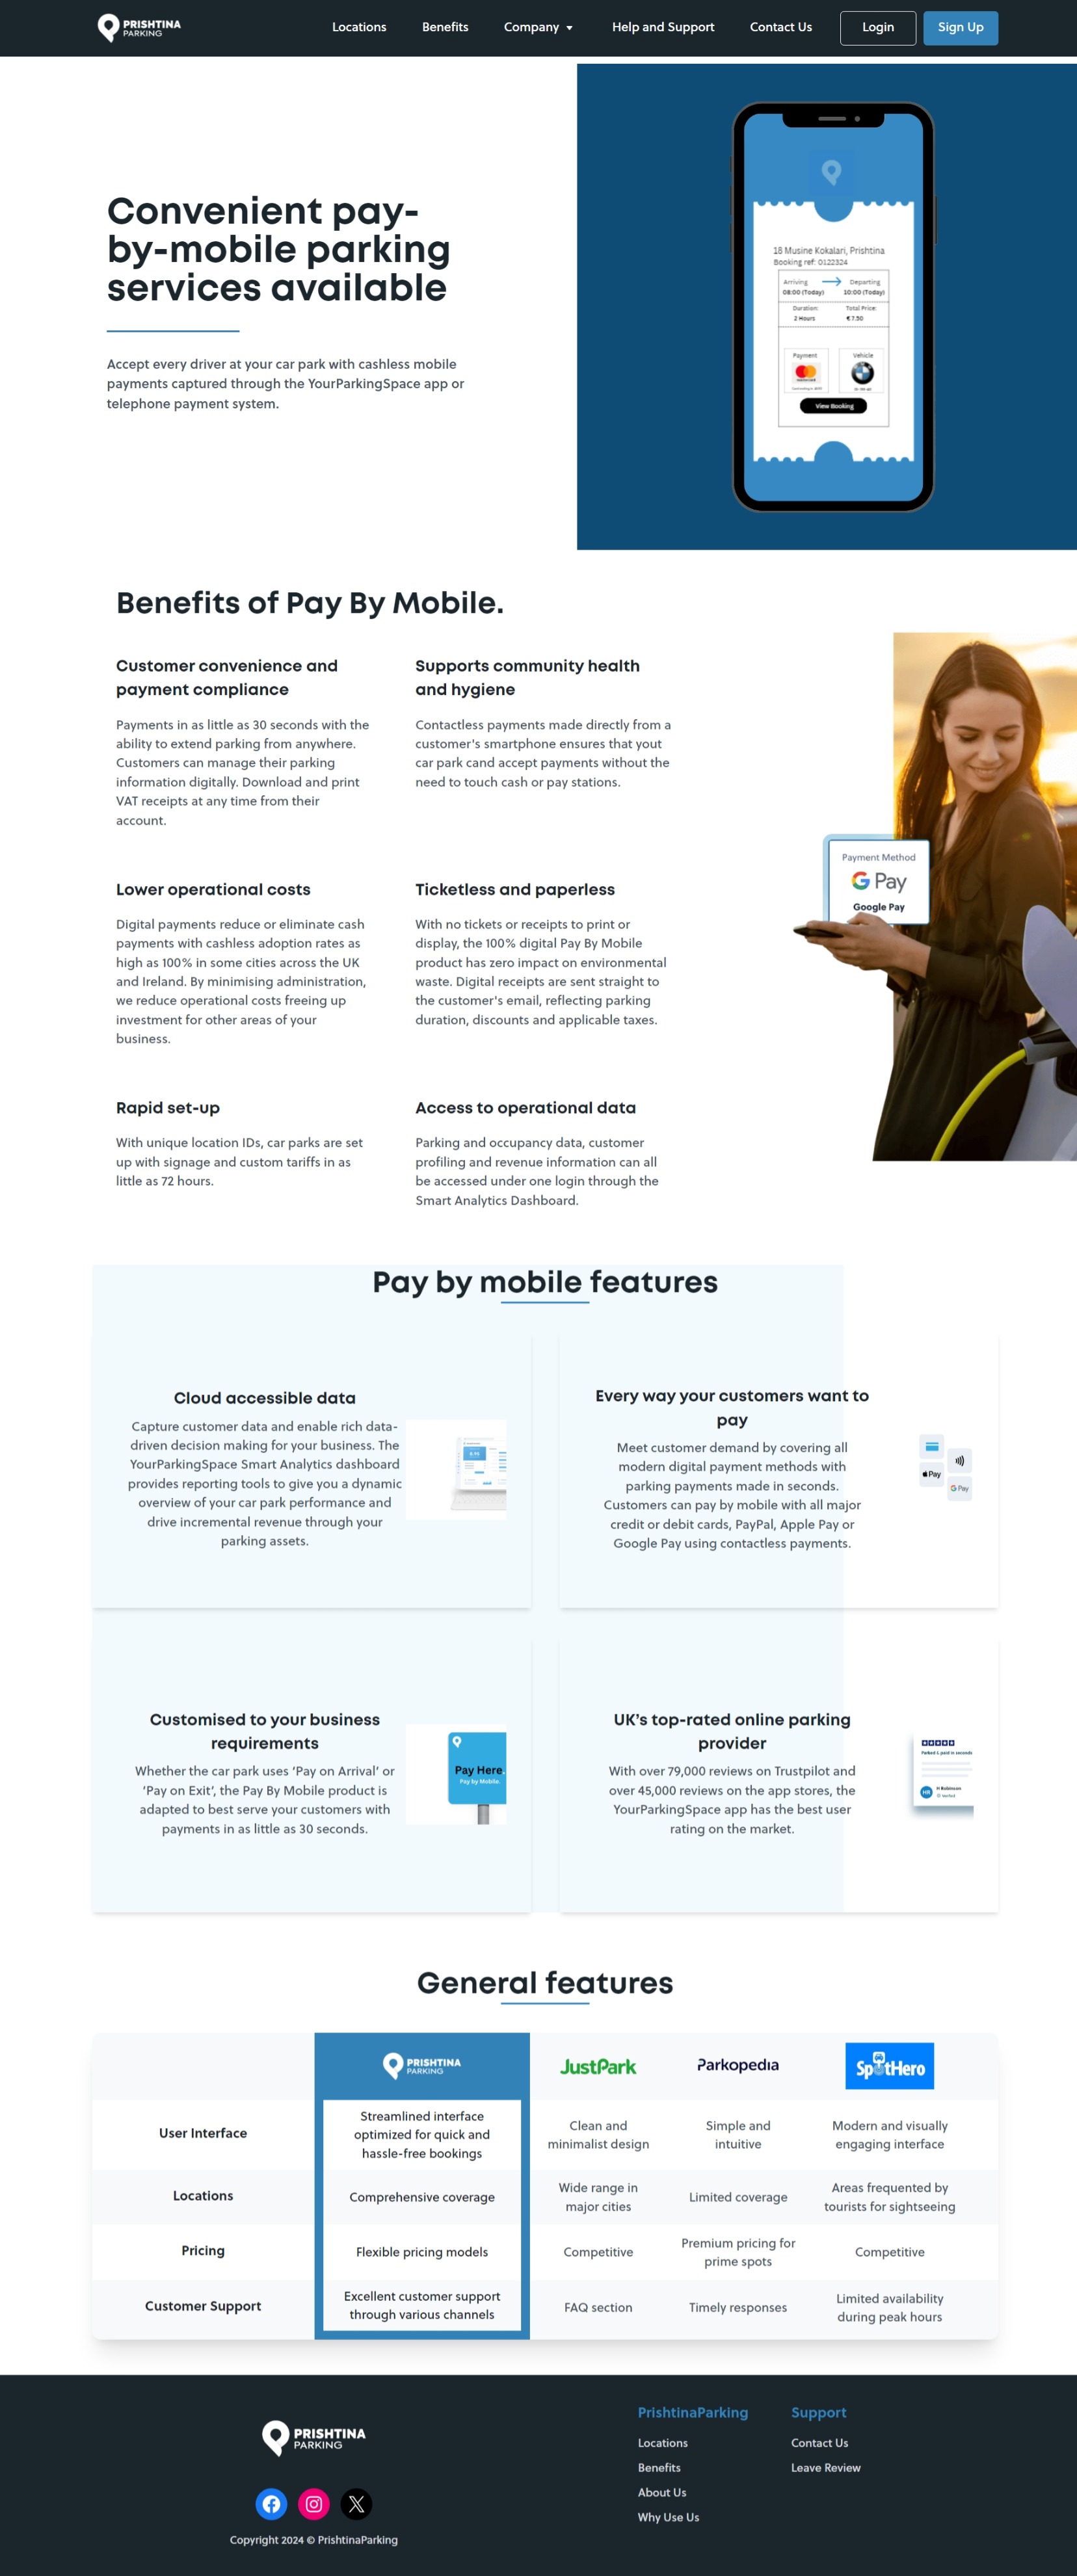 PRISHTINA
PARKING
Locations
Benefits
Company
Help and Support
Contact Us
Login
Sign Up
Convenient pay-
by-mobile parking
services available
Accept every driver at your car park with cashless mobile
payments captured through the YourParkingSpace app or
telephone payment system.
18 Musine Kokalari, Prishtina
Booking ref: 0122324
Arriving
Departing
08:00 (Today)
10:00 (Today)
Duration:
Total Price:
2 Hours
€ 7.50
Payment
Vehicle
View Booking
Benefits of Pay By Mobile.
Customer convenience and
payment compliance
Payments in as little as 30 seconds with the
ability to extend parking from anywhere.
Customers can manage their parking
information digitally. Download and print
VAT receipts at any time from their
account.
Supports community health
and hygiene
Contactless payments made directly from a
customer's smartphone ensures that yout
car park cand accept payments without the
need to touch cash or pay stations.
Lower operational costs
Digital payments reduce or eliminate cash
payments with cashless adoption rates as
high as 100% in some cities across the UK
and Ireland. By minimising administration,
we reduce operational costs freeing up
investment for other areas of your
business.
Ticketless and paperless
With no tickets or receipts to print or
display, the 100% digital Pay By Mobile
product has zero impact on environmental
waste. Digital receipts are sent straight to
the customer's email, reflecting parking
duration, discounts and applicable taxes.
Rapid set-up
With unique location IDs, car parks are set
up with signage and custom tariffs in as
little as 72 hours.
Access to operational data
Parking and occupancy data, customer
profiling and revenue information can all
be accessed under one login through the
Smart Analytics Dashboard.
Payment Method
G Pay
Google Pay
Pay by mobile features
Cloud accessible data
Capture customer data and enable rich data-
driven decision making for your business. The
YourParkingSpace Smart Analytics dashboard
provides reporting tools to give you a dynamic
overview of your car park performance and
drive incremental revenue through your
parking assets.
Every way your customers want to
pay
Meet customer demand by covering all
modern digital payment methods with
parking payments made in seconds.
Customers can pay by mobile with all major
credit or debit cards, PayPal, Apple Pay or
Google Pay using contactless payments.
Pay
G Pay
Customised to your business
requirements
Whether the car park uses ‘Pay on Arrival’ or
‘Pay on Exit’, the Pay By Mobile product is
adapted to best serve your customers with
payments in as little as 30 seconds.
Pay Here
Pay by Mobile.
UK’s top-rated online parking
provider
With over 79,000 reviews on Trustpilot and
over 45,000 reviews on the app stores, the
YourParkingSpace app has the best user
rating on the market.
Parked & paid in seconds
HR
H Robinson
Verified
General features
PRISHTINA
PARKING
JustPark
Parkopedia
SpotHero
User Interface
Streamlined interface
optimized for quick and
hassle-free bookings
Clean and
minimalist design
Simple and
intuitive
Modern and visually
engaging interface
Locations
Comprehensive coverage
Wide range in
major cities
Limited coverage
Areas frequented by
tourists for sightseeing
Pricing
Flexible pricing models
Competitive
Premium pricing for
prime spots
Competitive
Customer Support
Excellent customer support
through various channels
FAQ section
Timely responses
Limited availability
during peak hours
PRISHTINA
PARKING
Copyright 2024 © PrishtinaParking
PrishtinaParking
Locations
Benefits
About Us
Why Use Us
Support
Contact Us
Leave Review